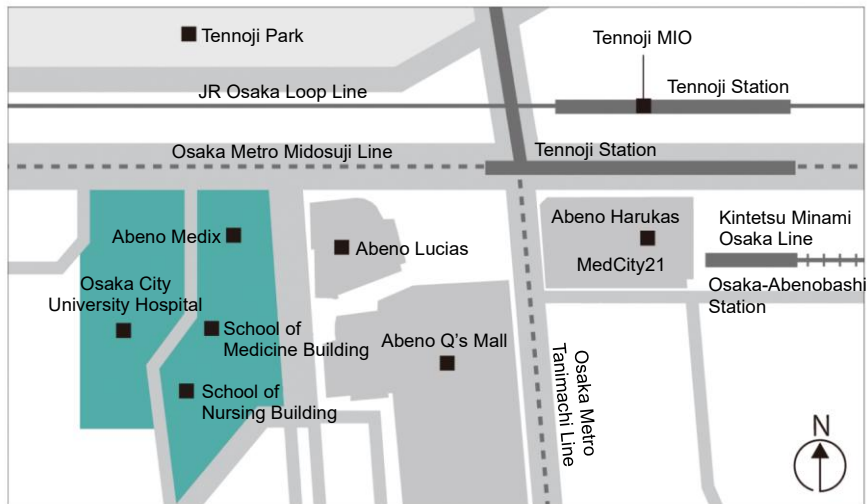 Tennoji Park
Tennoji MIO
JR Osaka Loop Line
Tennoji Station
Osaka Metro Midosuji Line
Tennoji Station
Abeno Medix
Abeno Lucias
Abeno Harukas
MedCity21
Kintetsu Minami
Osaka Line
Osaka-Abenobashi
Station
Osaka City
University Hospital
School of
Medicine Building
Abeno Q's Mall
School of
Nursing Building
Osaka Metro
Tanimachi Line
N